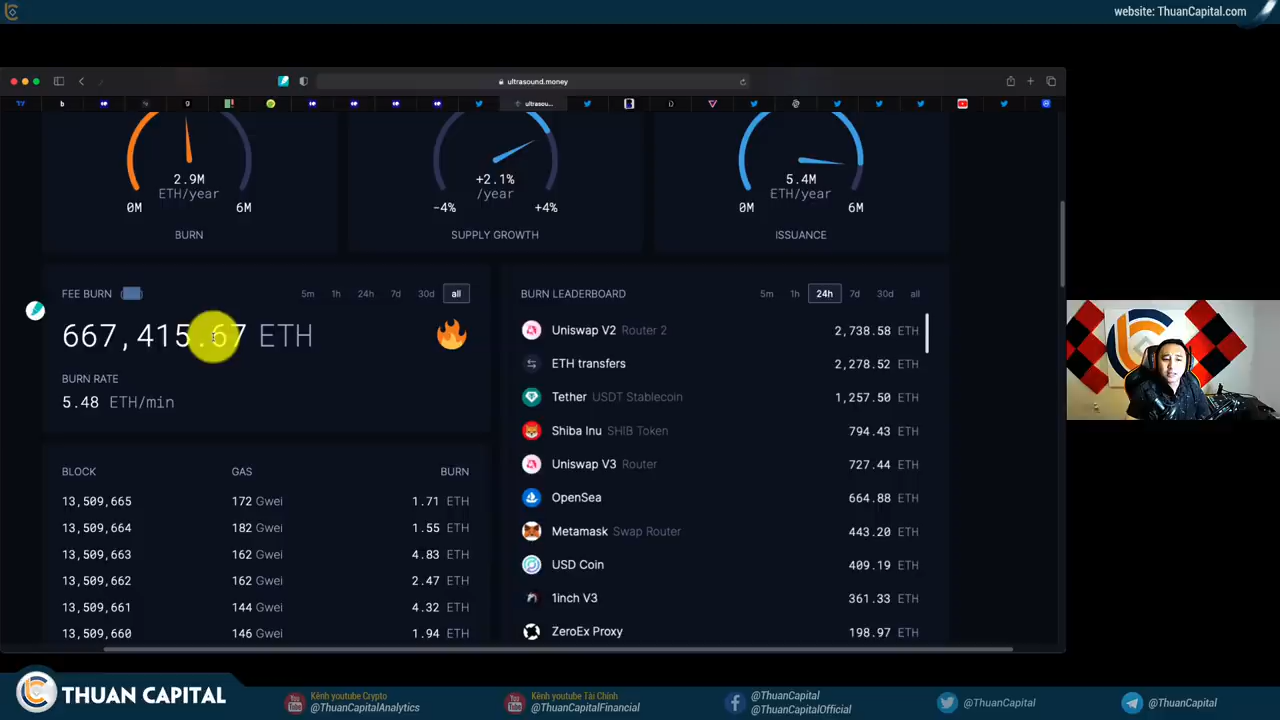 website: ThuanCapital.com
ultrasound.money
ultrasou...
2.9M
ETH/year
0M
6M
BURN
+2.1%
/year
-4%
+4%
SUPPLY GROWTH
5.4M
ETH/year
0M
6M
ISSUANCE
FEE BURN
5m 1h 24h 7d 30d all
667,415.67 ETH
BURN RATE
5.48 ETH/min
BLOCK GAS BURN
13,509,665 172 Gwei 1.71 ETH
13,509,664 182 Gwei 1.55 ETH
13,509,663 162 Gwei 4.83 ETH
13,509,662 162 Gwei 2.47 ETH
13,509,661 144 Gwei 4.32 ETH
13,509,660 146 Gwei 1.94 ETH
BURN LEADERBOARD
5m 1h 24h 7d 30d all
Uniswap V2 Router 2 2,738.58 ETH
ETH transfers 2,278.52 ETH
Tether USDT Stablecoin 1,257.50 ETH
Shiba Inu SHIB Token 794.43 ETH
Uniswap V3 Router 727.44 ETH
OpenSea 664.88 ETH
Metamask Swap Router 443.20 ETH
USD Coin 409.19 ETH
1inch V3 361.33 ETH
ZeroEx Proxy 198.97 ETH
THUAN CAPITAL
Kênh youtube Crypto
@ThuanCapitalAnalytics
Kênh youtube Tài Chính
@ThuanCapitalFinancial
@ThuanCapital
@ThuanCapitalOfficial
@ThuanCapital
@ThuanCapital